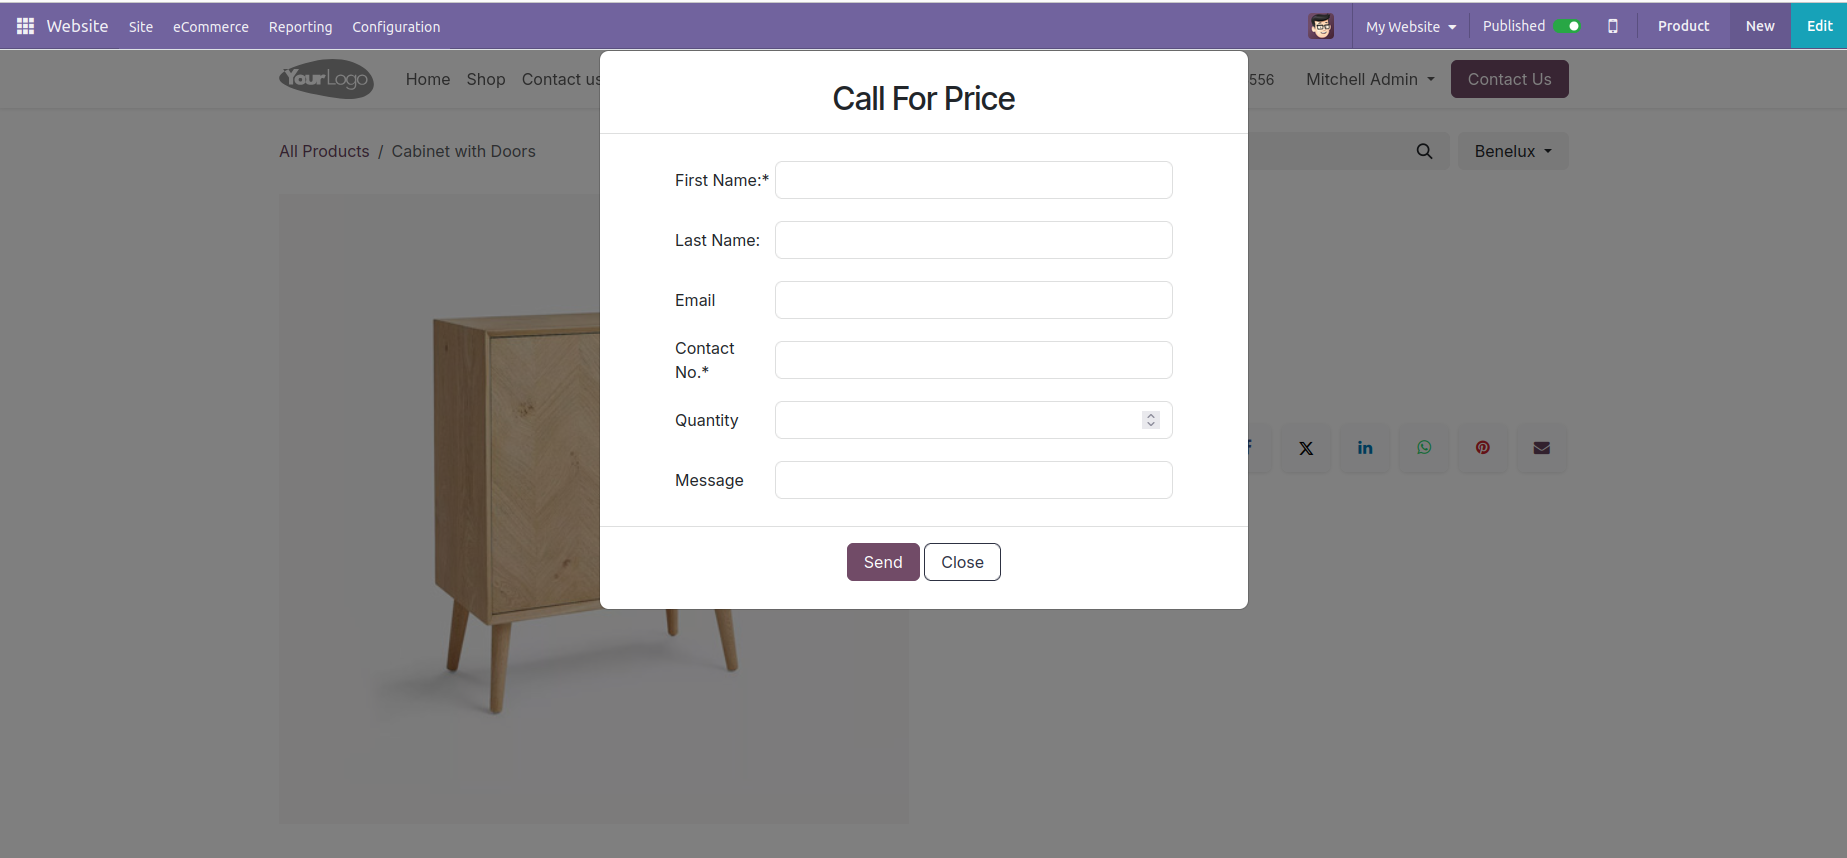 Website Site eCommerce Reporting Configuration My Website Published Product New Edit
YourLogo Home Shop Contact us 556 Mitchell Admin Contact Us
Call For Price
All Products / Cabinet with Doors Benelux
First Name:*
Last Name:
Email
Contact
No.*
Quantity
Message
Send Close